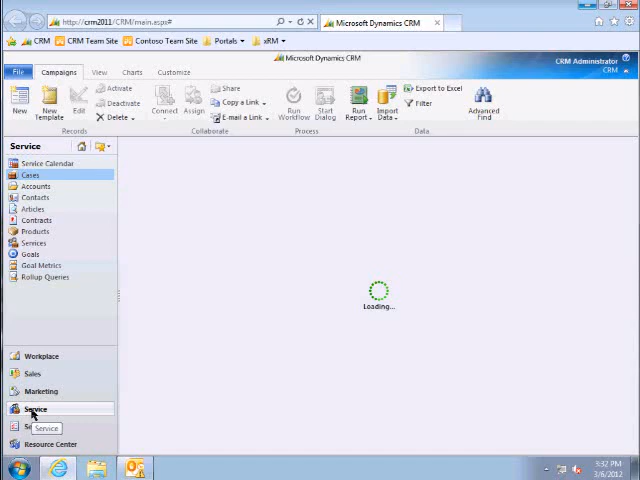 http://crm2011/CRM/main.aspx#
Microsoft Dynamics CRM
CRM
CRM Team Site
Contoso Team Site
Portals
xRM
Microsoft Dynamics CRM
File
Campaigns
View
Charts
Customize
CRM Administrator
CRM
New
New Template
Edit
Activate
Deactivate
Delete
Records
Connect
Assign
Share
Copy a Link
E-mail a Link
Collaborate
Run Workflow
Start Dialog
Process
Run Report
Import Data
Export to Excel
Filter
Data
Advanced Find
Service
Service Calendar
Cases
Accounts
Contacts
Articles
Contracts
Products
Services
Goals
Goal Metrics
Rollup Queries
Loading...
Workplace
Sales
Marketing
Service
Service
Resource Center
5:32 PM
3/6/2012